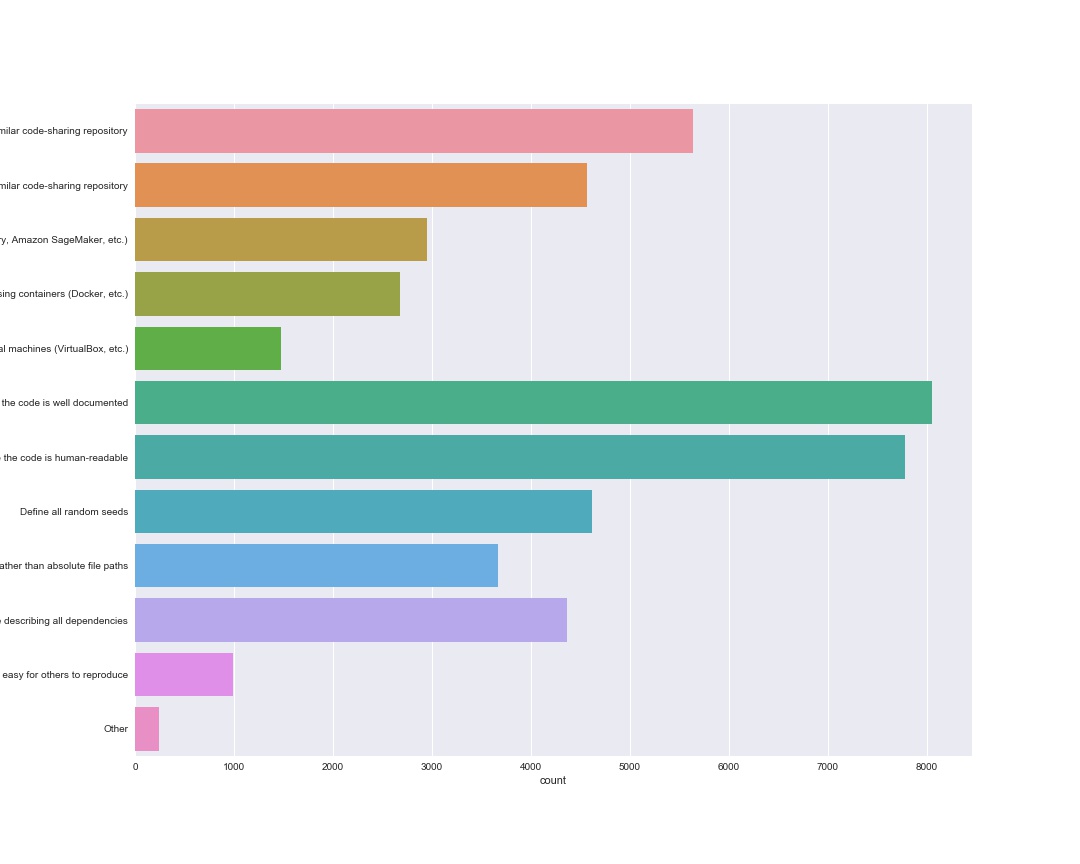 milar code-sharing repository
milar code-sharing repository
ry, Amazon SageMaker, etc.)
sing containers (Docker, etc.)
al machines (VirtualBox, etc.)
the code is well documented
the code is human-readable
Define all random seeds
ather than absolute file paths
describing all dependencies
easy for others to reproduce
Other
0 1000 2000 3000 4000 5000 6000 7000 8000
count